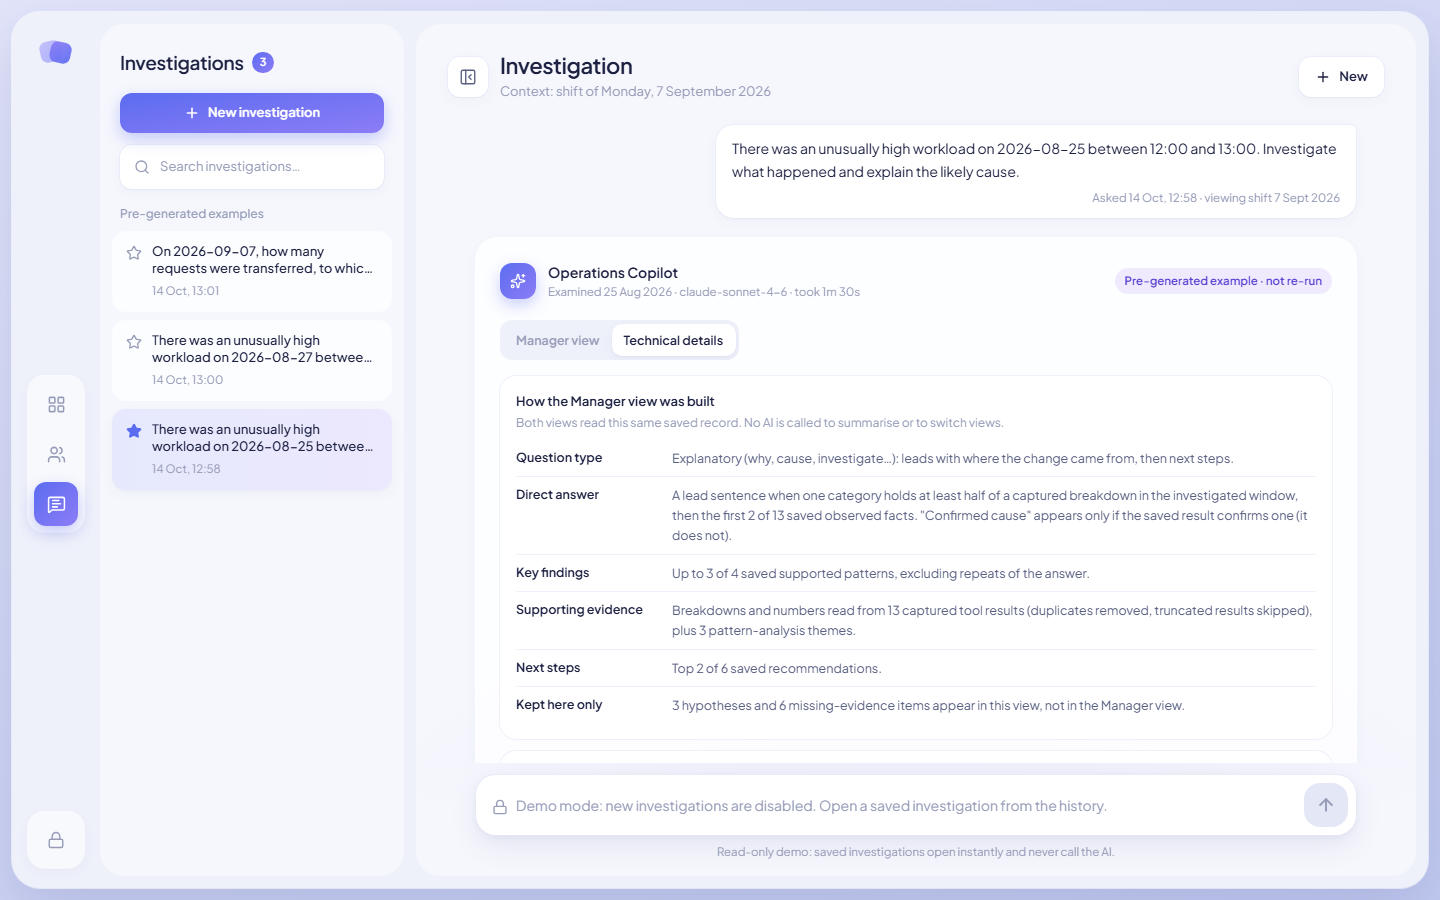 Investigations 3
New investigation
Search investigations...
Pre-generated examples
On 2026-09-07, how many
requests were transferred, to whic...
14 Oct, 13:01
There was an unusually high
workload on 2026-08-27 betwee...
14 Oct, 13:00
There was an unusually high
workload on 2026-08-25 betwee...
14 Oct, 12:58
Investigation
Context: shift of Monday, 7 September 2026
New
There was an unusually high workload on 2026-08-25 between 12:00 and 13:00. Investigate
what happened and explain the likely cause.
Asked 14 Oct, 12:58 · viewing shift 7 Sept 2026
Operations Copilot
Examined 25 Aug 2026 · claude-sonnet-4-6 · took 1m 30s
Pre-generated example · not re-run
Manager view
Technical details
How the Manager view was built
Both views read this same saved record. No AI is called to summarise or to switch views.
Question type
Explanatory (why, cause, investigate...): leads with where the change came from, then next steps.
Direct answer
A lead sentence when one category holds at least half of a captured breakdown in the investigated window,
then the first 2 of 13 saved observed facts. "Confirmed cause" appears only if the saved result confirms one (it
does not).
Key findings
Up to 3 of 4 saved supported patterns, excluding repeats of the answer.
Supporting evidence
Breakdowns and numbers read from 13 captured tool results (duplicates removed, truncated results skipped),
plus 3 pattern-analysis themes.
Next steps
Top 2 of 6 saved recommendations.
Kept here only
3 hypotheses and 6 missing-evidence items appear in this view, not in the Manager view.
Demo mode: new investigations are disabled. Open a saved investigation from the history.
Read-only demo: saved investigations open instantly and never call the AI.